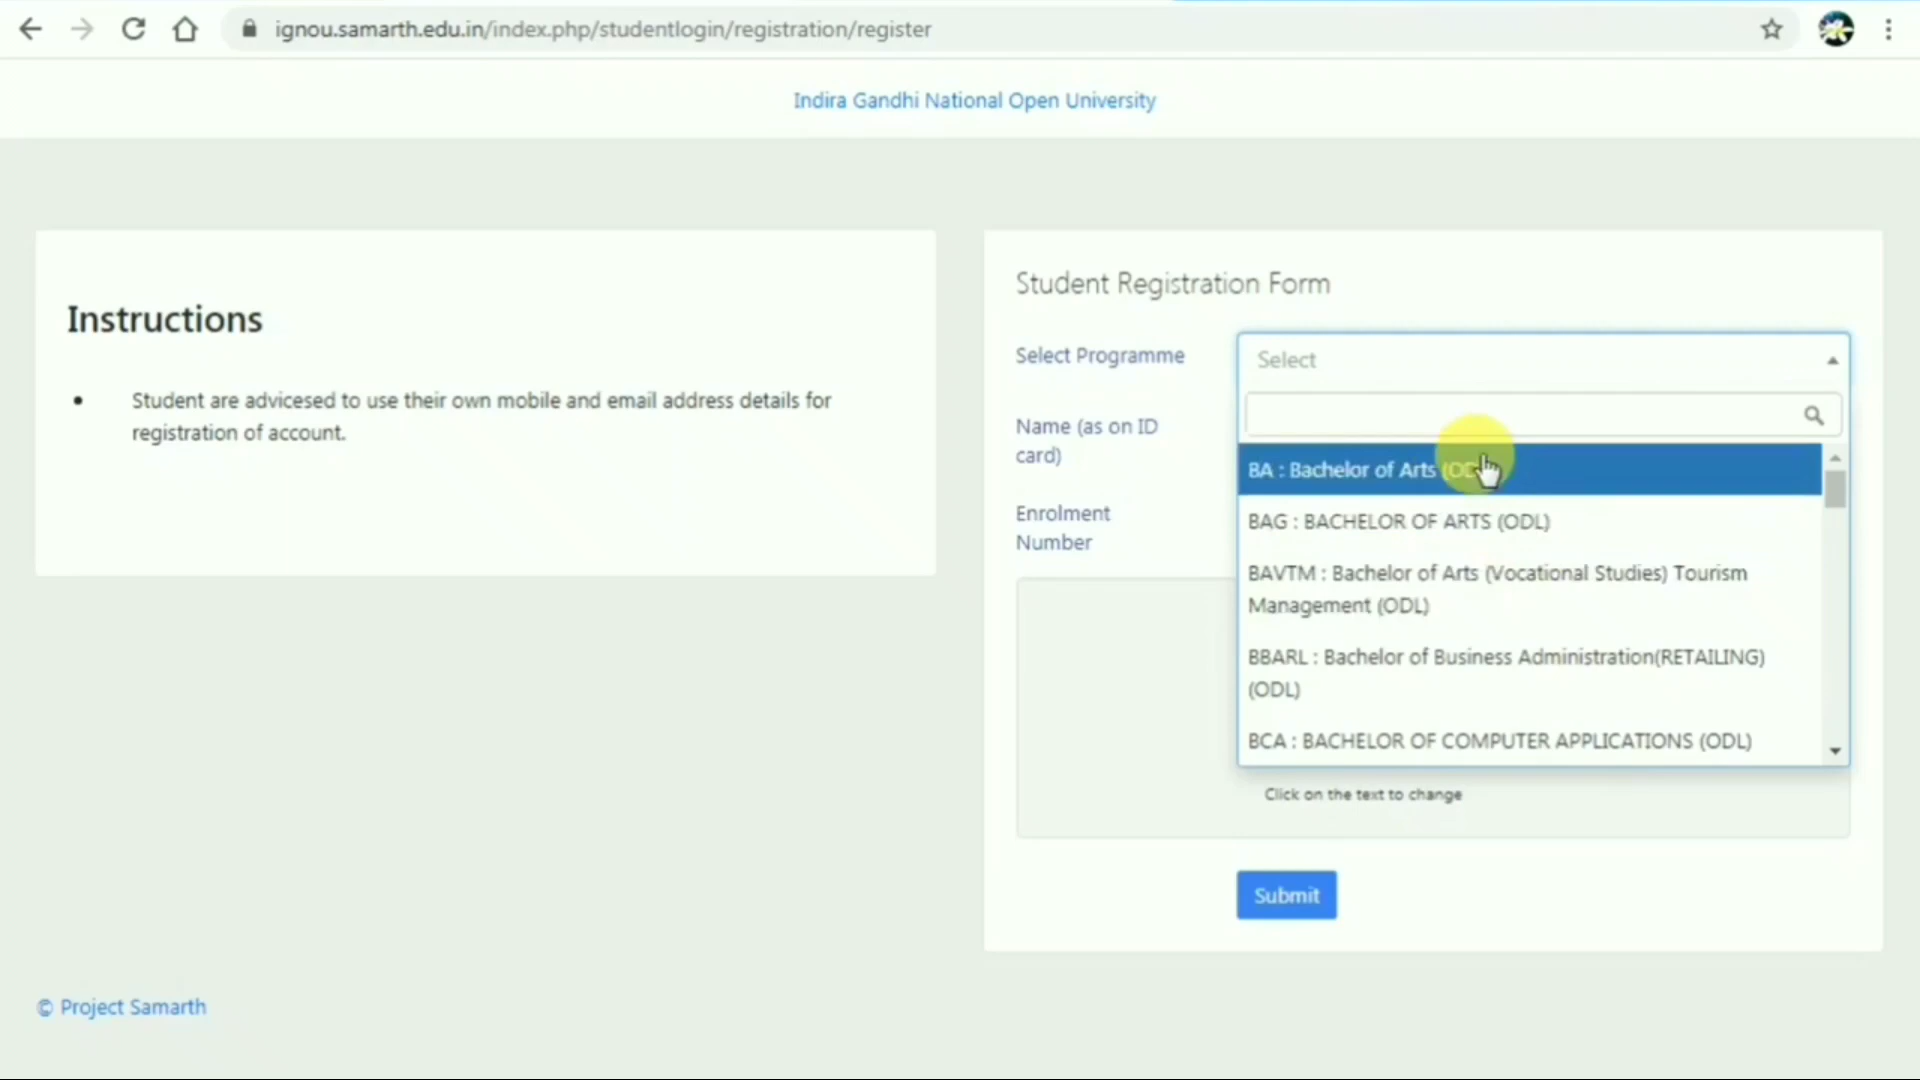 ignou.samarth.edu.in/index.php/studentlogin/registration/register
Indira Gandhi National Open University
Instructions
• Student are advicesed to use their own mobile and email address details for
registration of account.
Student Registration Form
Select Programme
Select
Name (as on ID
card)
Enrolment
Number
BA : Bachelor of Arts
BAG : BACHELOR OF ARTS (ODL)
BAVTM : Bachelor of Arts (Vocational Studies) Tourism
Management (ODL)
BBARL : Bachelor of Business Administration(RETAILING)
(ODL)
BCA : BACHELOR OF COMPUTER APPLICATIONS (ODL)
Click on the text to change
Submit
© Project Samarth